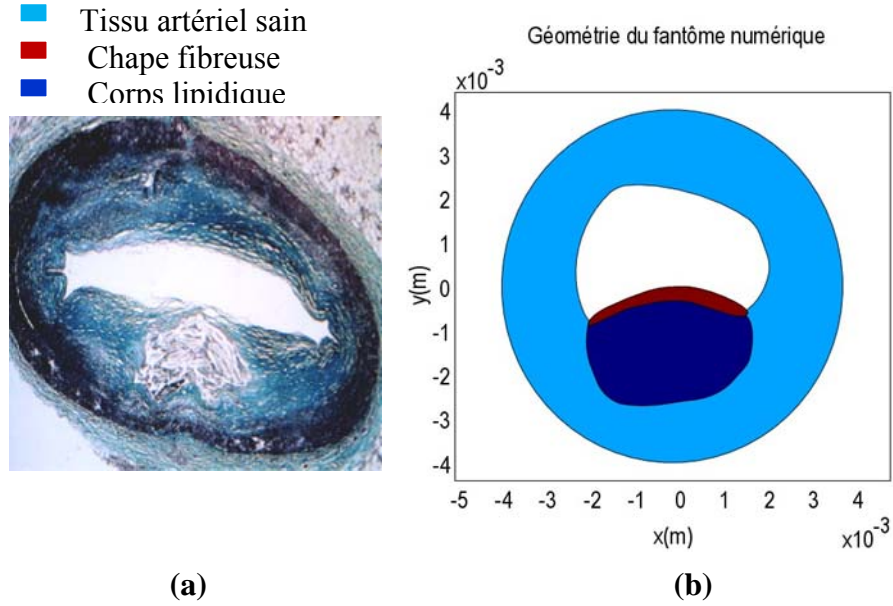 Tissu artériel sain
Chape fibreuse
Corps lipidique
Géométrie du fantôme numérique
x10⁻³
4
3
2
1
0
-1
-2
-3
-4
y(m)
-5 -4 -3 -2 -1 0 1 2 3 4
x(m)
x10⁻³
(a)
(b)